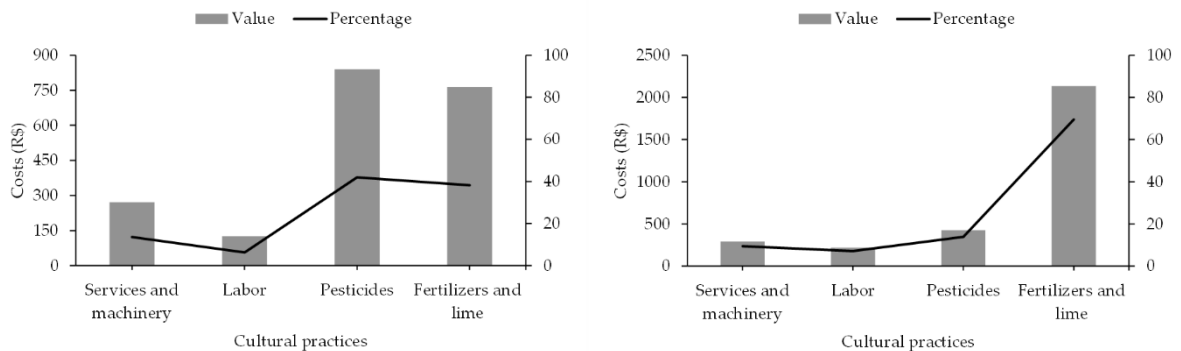 Value Percentage
900 100
750 80
600 60
450 40
300 20
150 0
0
Costs (R$)
Services and machinery
Labor
Pesticides
Fertilizers and lime
Cultural practices
Value Percentage
2500 100
2000 80
1500 60
1000 40
500 20
0 0
Costs (R$)
Services and machinery
Labor
Pesticides
Fertilizers and lime
Cultural practices